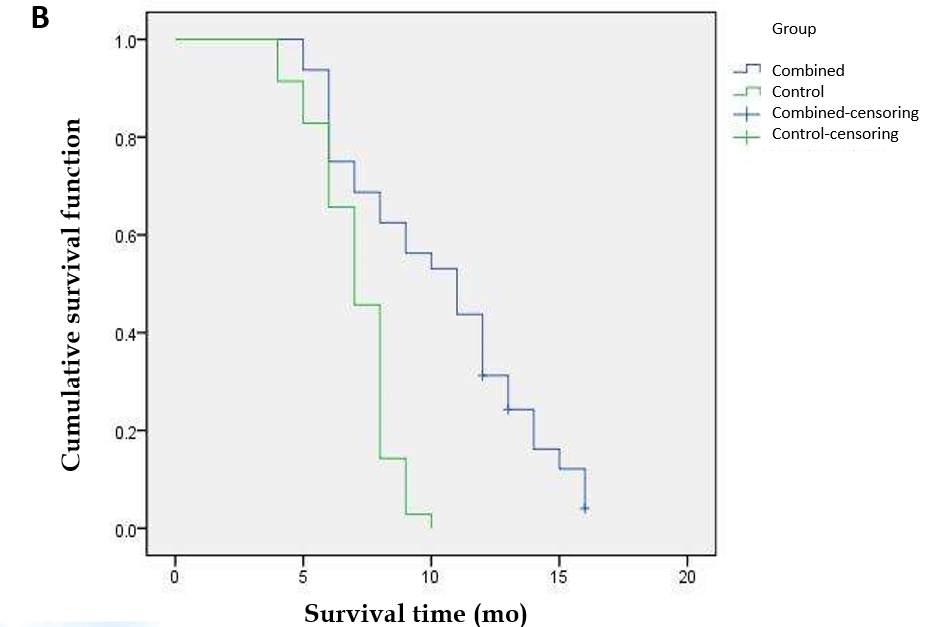 B
Group
Combined
Control
Combined-censoring
Control-censoring
Cumulative survival function
1.0
0.8
0.6
0.4
0.2
0.0
0 5 10 15 20
Survival time (mo)